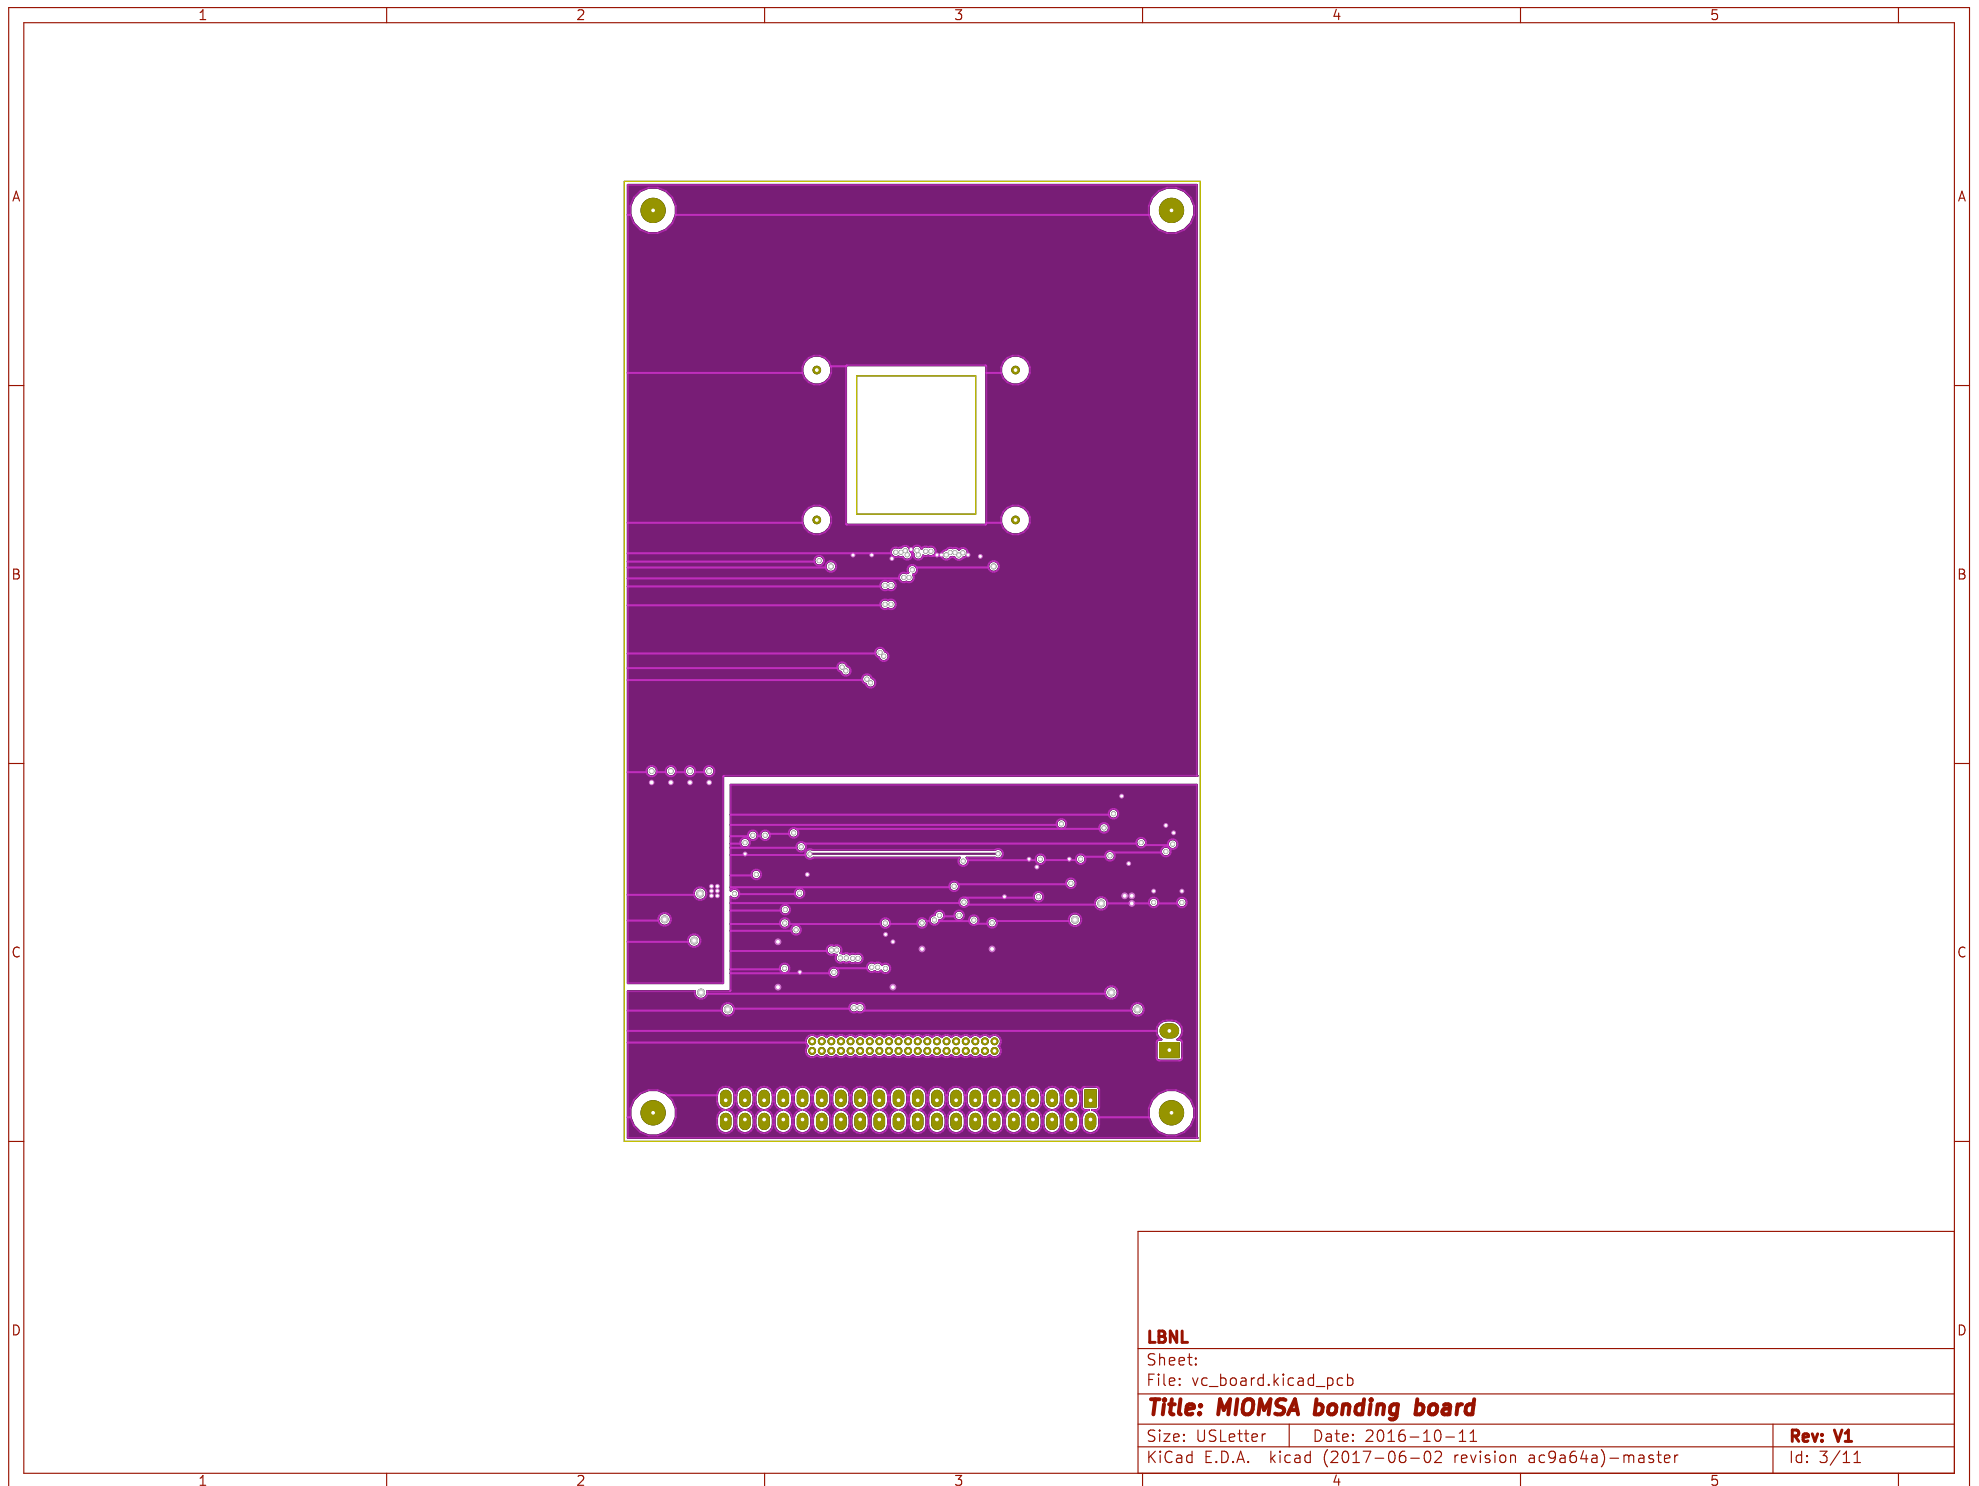 1 2 3 4 5
A A
B B
C C
D D
LBNL
Sheet:
File: vc_board.kicad_pcb
Title: MIOMSA bonding board
Size: USLetter Date: 2016-10-11 Rev: V1
KiCad E.D.A. kicad (2017-06-02 revision ac9a64a)-master Id: 3/11
1 2 3 4 5